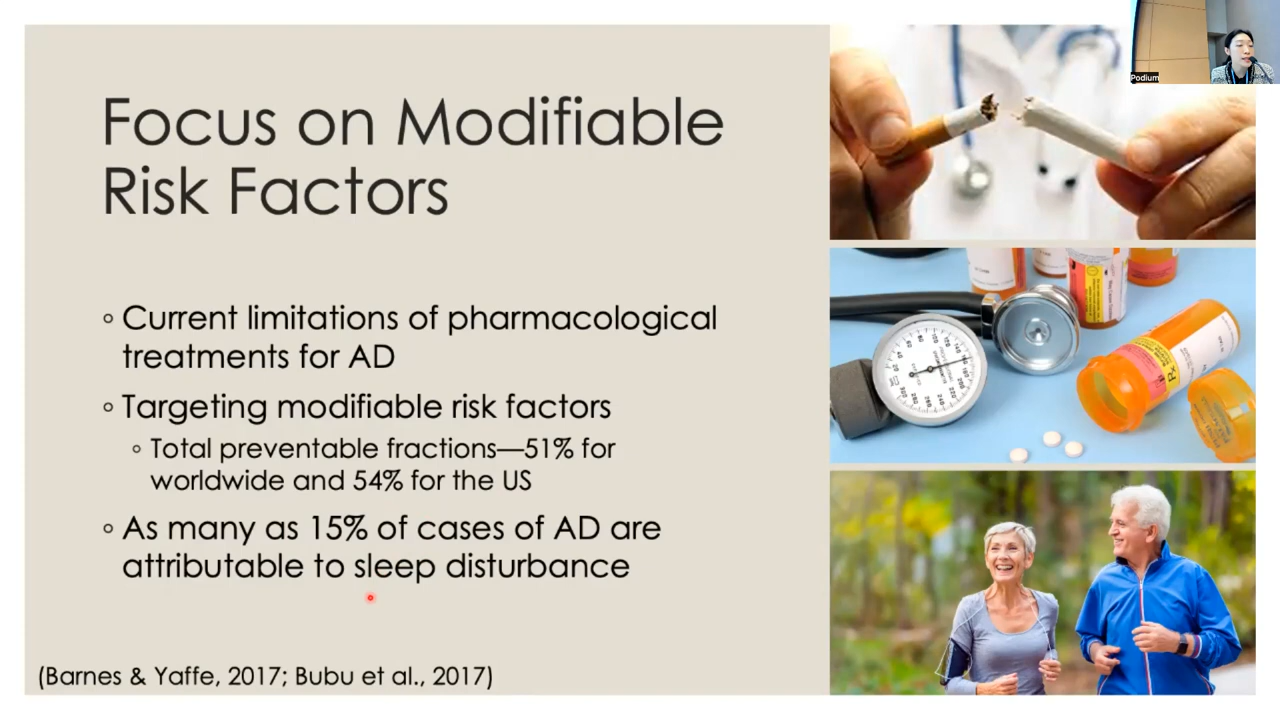 Focus on Modifiable
Risk Factors
Podium
◦ Current limitations of pharmacological
treatments for AD
◦ Targeting modifiable risk factors
◦ Total preventable fractions—51% for
worldwide and 54% for the US
◦ As many as 15% of cases of AD are
attributable to sleep disturbance
(Barnes & Yaffe, 2017; Bubu et al., 2017)